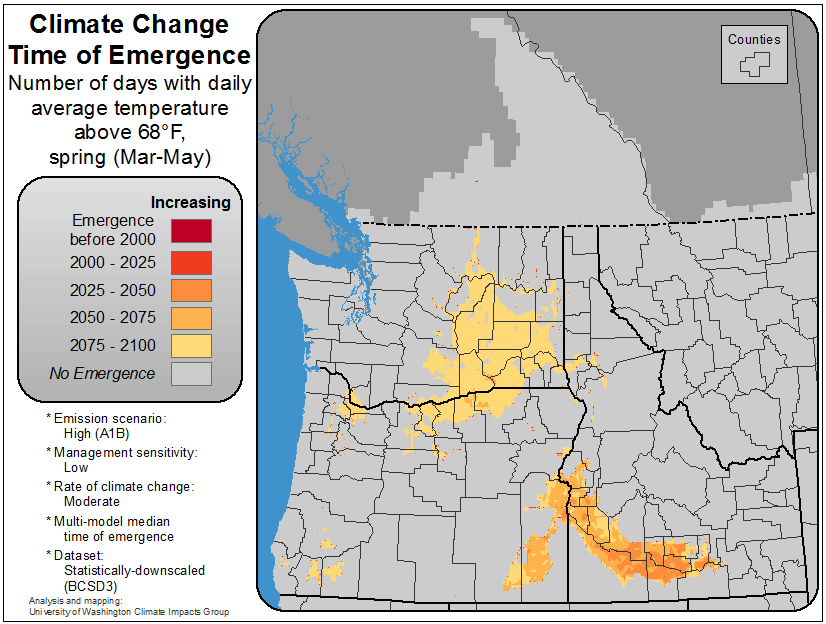 Climate Change
Time of Emergence
Number of days with daily
average temperature
above 68°F,
spring (Mar-May)
Increasing
Emergence
before 2000
2000 - 2025
2025 - 2050
2050 - 2075
2075 - 2100
No Emergence
* Emission scenario:
High (A1B)
* Management sensitivity:
Low
* Rate of climate change:
Moderate
* Multi-model median
time of emergence
* Dataset:
Statistically-downscaled
(BCSD3)
Analysis and mapping:
University of Washington Climate Impacts Group
Counties